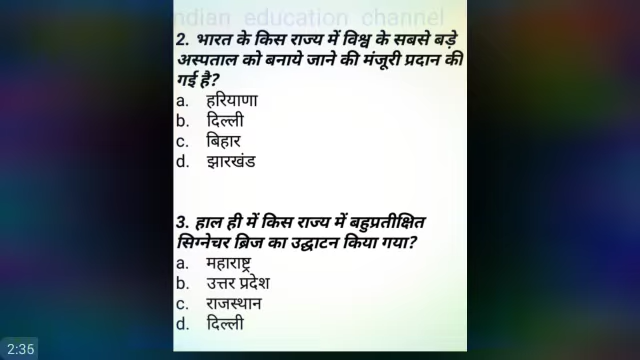 indian education channel
2. भारत के किस राज्य में विश्व के सबसे बड़े
अस्पताल को बनाये जाने की मंजूरी प्रदान की
गई है?
a. हरियाणा
b. दिल्ली
c. बिहार
d. झारखंड
3. हाल ही में किस राज्य में बहुप्रतीक्षित
सिग्नेचर ब्रिज का उद्घाटन किया गया?
a. महाराष्ट्र
b. उत्तर प्रदेश
c. राजस्थान
d. दिल्ली
2:35